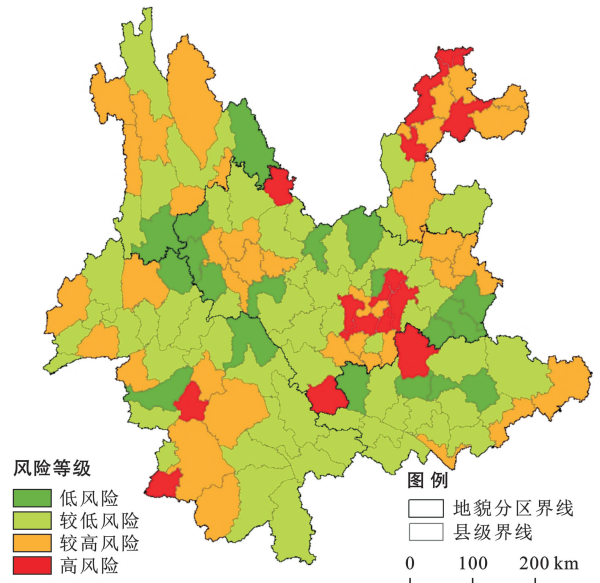 风险等级
低风险
较低风险
较高风险
高风险
图 例
地貌分区界线
县级界线
0 100 200 km